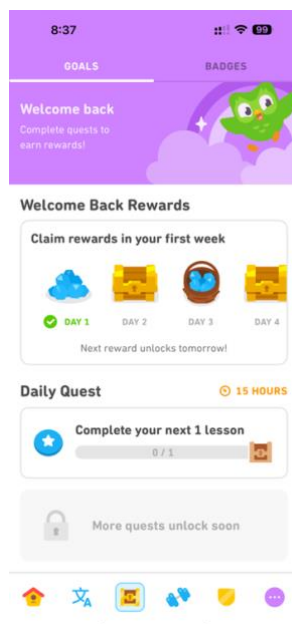 8:37
99
GOALS
BADGES
Welcome back
Complete quests to
earn rewards!
Welcome Back Rewards
Claim rewards in your first week
DAY 1
DAY 2
DAY 3
DAY 4
Next reward unlocks tomorrow!
Daily Quest
15 HOURS
Complete your next 1 lesson
0 / 1
More quests unlock soon
文A